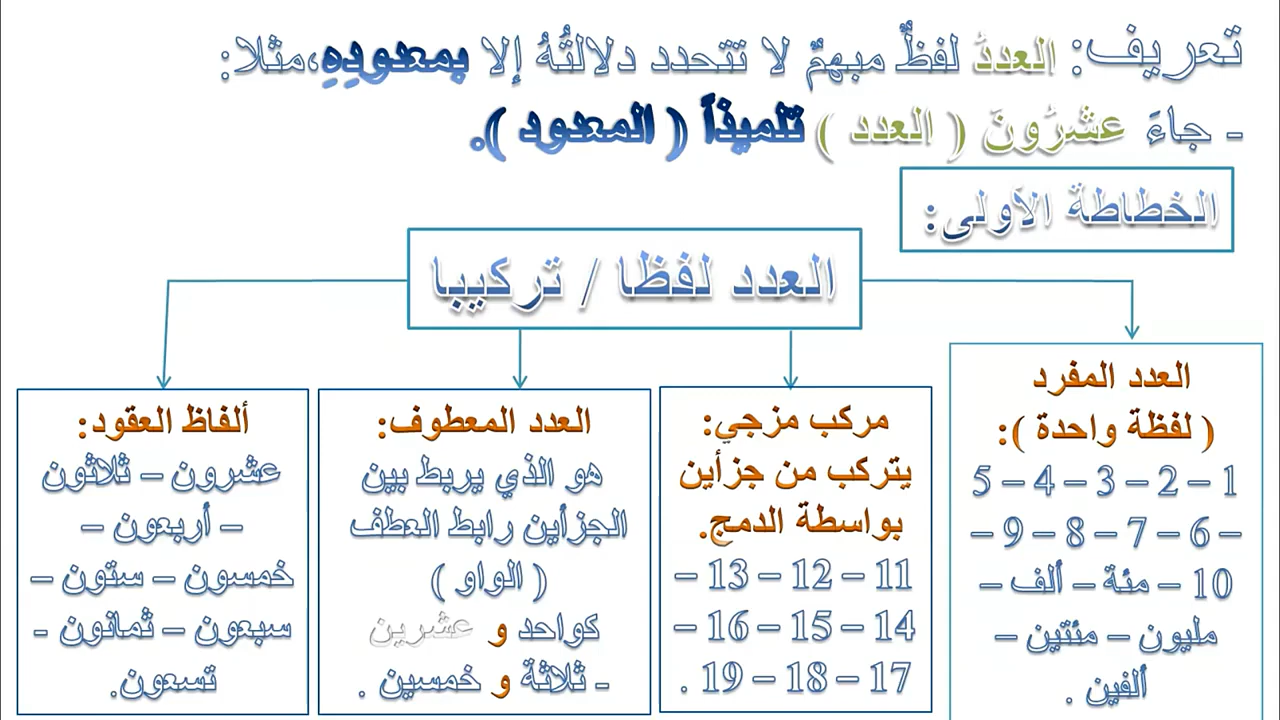 تعريف: العددُ لفظٌ مبهمٌ لا تتحدد دلالتُهُ إلا بمعدودِهِ،مثلا:
- جاءَ عشرُونَ ( العدد ) تلميذاً ( المعدود ).
الخطاطة الأولى:
العدد لفظا / تركيبا
العدد المفرد
( لفظة واحدة ):
1 – 2 – 3 – 4 – 5
– 6 – 7 – 8 – 9 –
10 – مئة – ألف –
مليون – مئتين –
ألفين .
مركب مزجي:
يتركب من جزأين
بواسطة الدمج.
11 – 12 – 13 –
14 – 15 – 16 –
17 – 18 – 19 .
العدد المعطوف:
هو الذي يربط بين
الجزأين رابط العطف
( الواو )
كواحد و عشرين
- ثلاثة و خمسين .
ألفاظ العقود:
عشرون – ثلاثون
– أربعون –
خمسون – ستون –
سبعون – ثمانون -
تسعون.